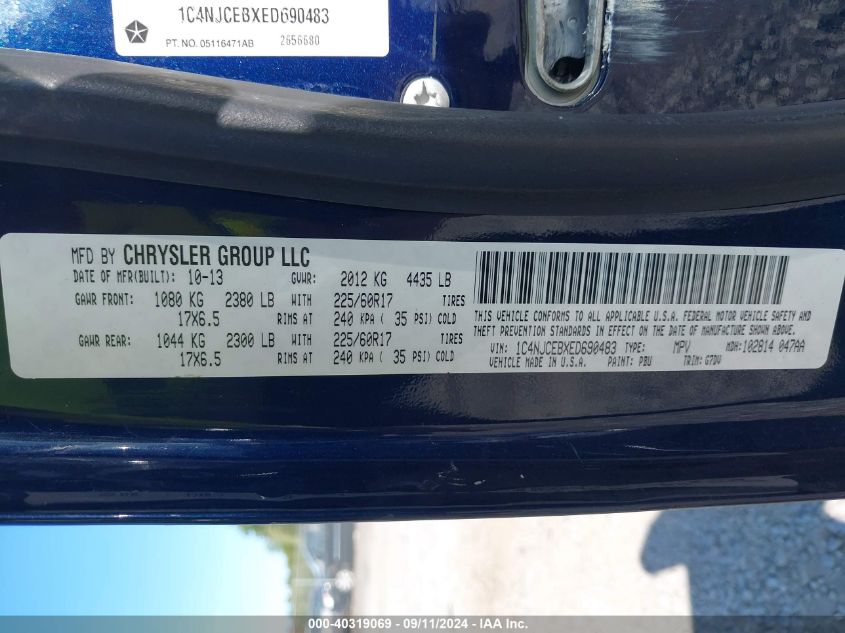 1C4NJCEBXED690483
PT. NO. 05116471AB 2656680
MFD BY CHRYSLER GROUP LLC
DATE OF MFR(BUILT): 10-13 GVWR: 2012 KG 4435 LB
GAWR FRONT: 1080 KG 2380 LB WITH 225/60R17 TIRES
17X6.5 RIMS AT 240 KPA ( 35 PSI) COLD
GAWR REAR: 1044 KG 2300 LB WITH 225/60R17 TIRES
17X6.5 RIMS AT 240 KPA ( 35 PSI) COLD
THIS VEHICLE CONFORMS TO ALL APPLICABLE U.S.A. FEDERAL MOTOR VEHICLE SAFETY AND
THEFT PREVENTION STANDARDS IN EFFECT ON THE DATE OF MANUFACTURE SHOWN ABOVE.
VIN: 1C4NJCEBXED690483 TYPE: MPV MDH:102814 047AA
VEHICLE MADE IN U.S.A. PAINT: PBU TRIM: G7DV
000-40319069 - 09/11/2024 - IAA Inc.